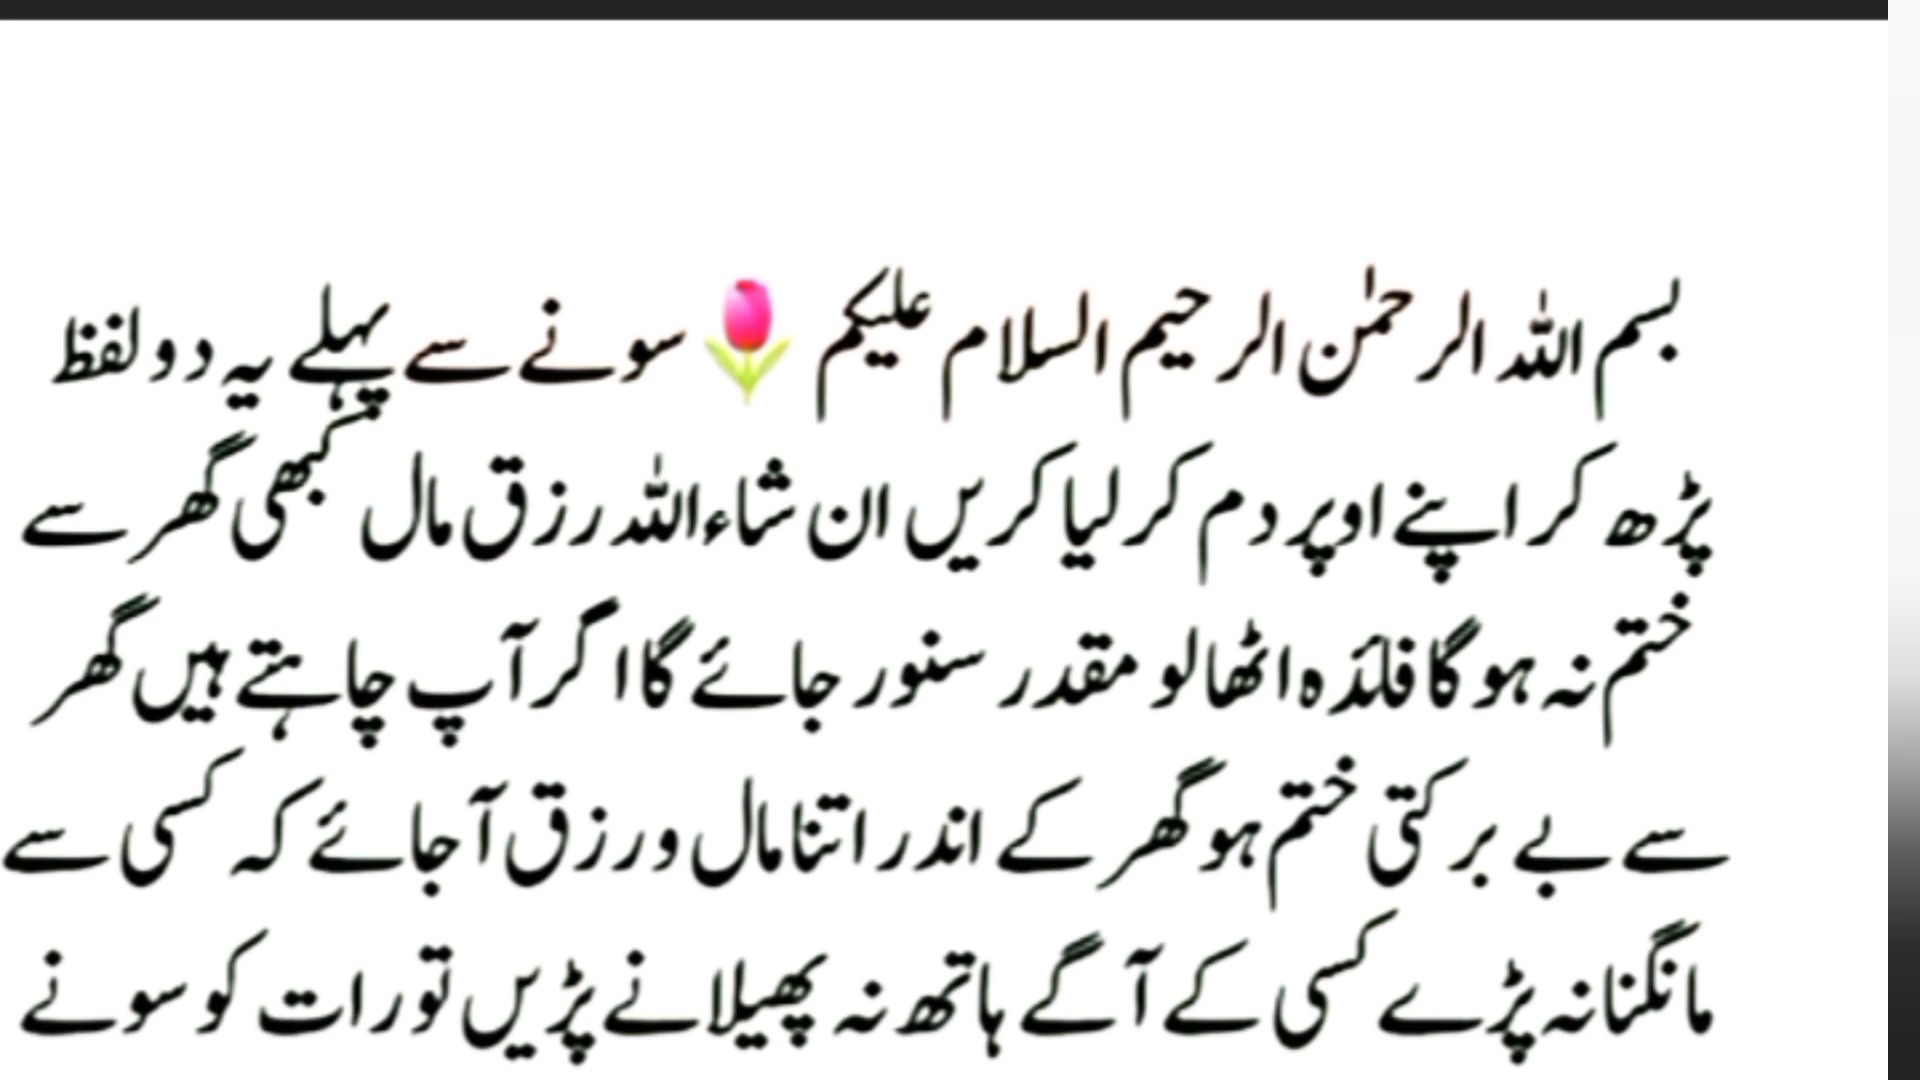 بسم اللہ الرحمٰن الرحیم السلام علیکم 🌷 سونے سے پہلے یہ دو لفظ
پڑھ کر اپنے اوپر دم کر لیا کریں ان شاءاللہ رزق مال کبھی گھر سے
ختم نہ ہو گا فائدہ اٹھا لو مقدر سنور جائے گا اگر آپ چاہتے ہیں گھر
سے بے برکتی ختم ہو گھر کے اندر اتنا مال و رزق آ جائے کہ کسی سے
مانگنا نہ پڑے کسی کے آگے ہاتھ نہ پھیلانے پڑیں تو رات کو سونے